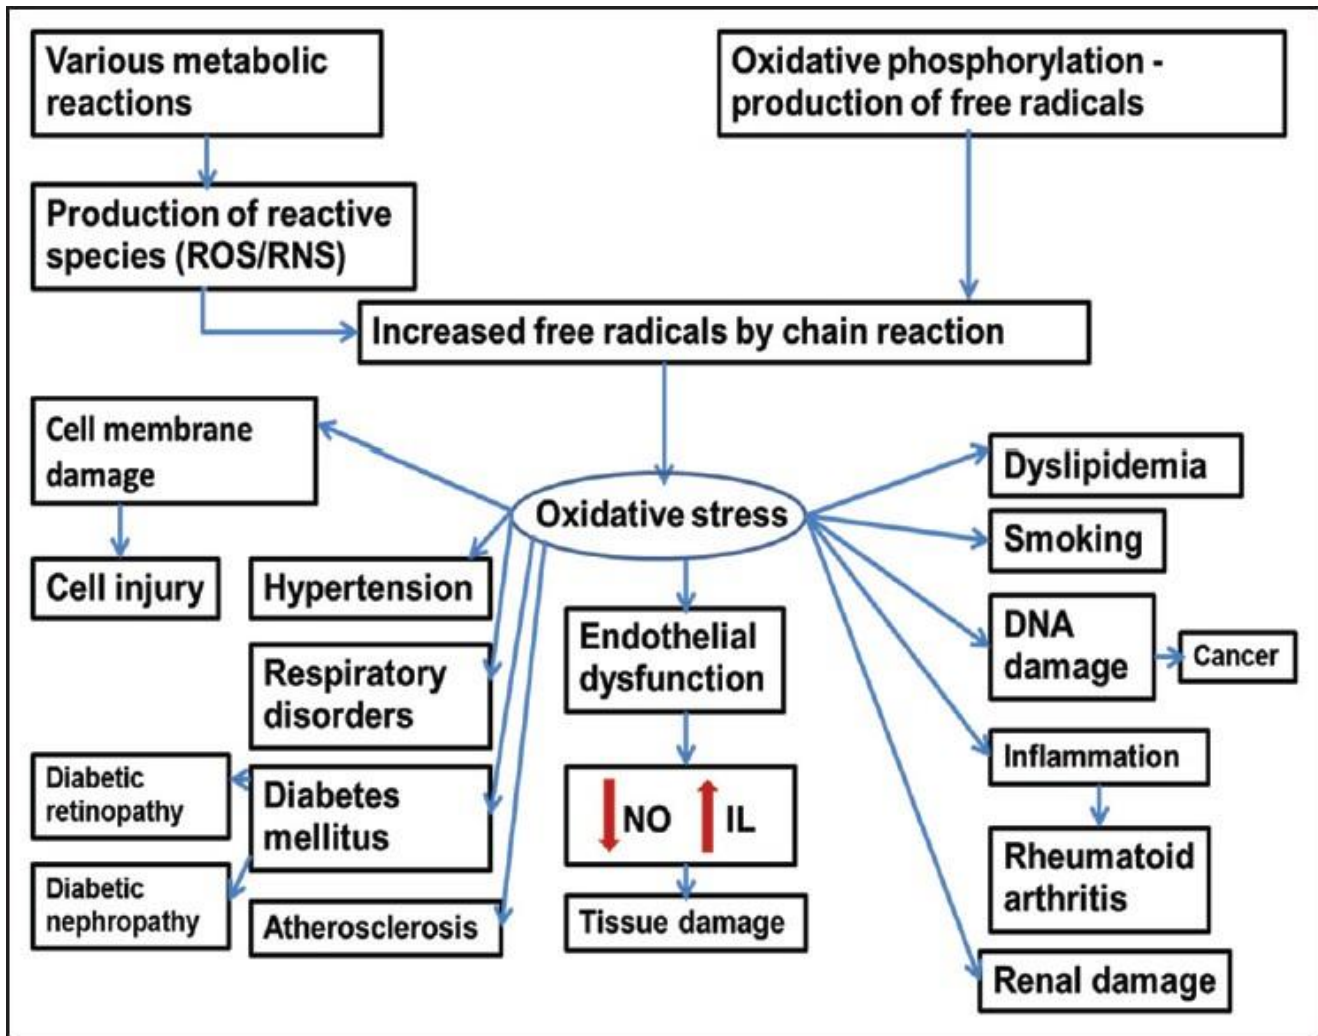 Various metabolic
reactions
Oxidative phosphorylation -
production of free radicals
Production of reactive
species (ROS/RNS)
Increased free radicals by chain reaction
Cell membrane
damage
Cell injury
Oxidative stress
Hypertension
Respiratory
disorders
Diabetes
mellitus
Diabetic
retinopathy
Diabetic
nephropathy
Atherosclerosis
Endothelial
dysfunction
NO IL
Tissue damage
Dyslipidemia
Smoking
DNA
damage
Cancer
Inflammation
Rheumatoid
arthritis
Renal damage